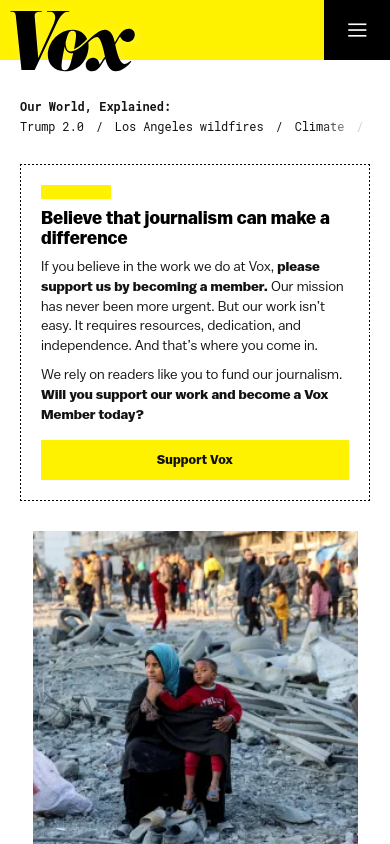 Vox
Our World, Explained:
Trump 2.0 / Los Angeles wildfires / Climate /
Believe that journalism can make a
difference
If you believe in the work we do at Vox, please
support us by becoming a member. Our mission
has never been more urgent. But our work isn't
easy. It requires resources, dedication, and
independence. And that's where you come in.
We rely on readers like you to fund our journalism.
Will you support our work and become a Vox
Member today?
Support Vox